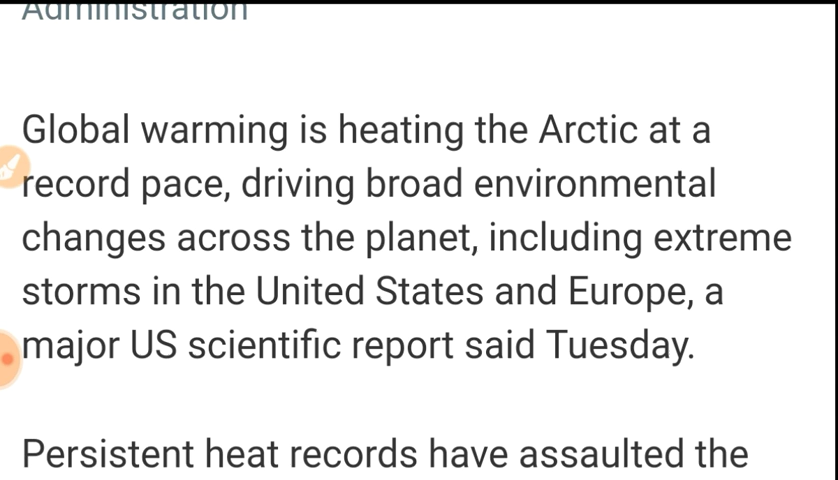 Administration
Global warming is heating the Arctic at a
record pace, driving broad environmental
changes across the planet, including extreme
storms in the United States and Europe, a
major US scientific report said Tuesday.
Persistent heat records have assaulted the